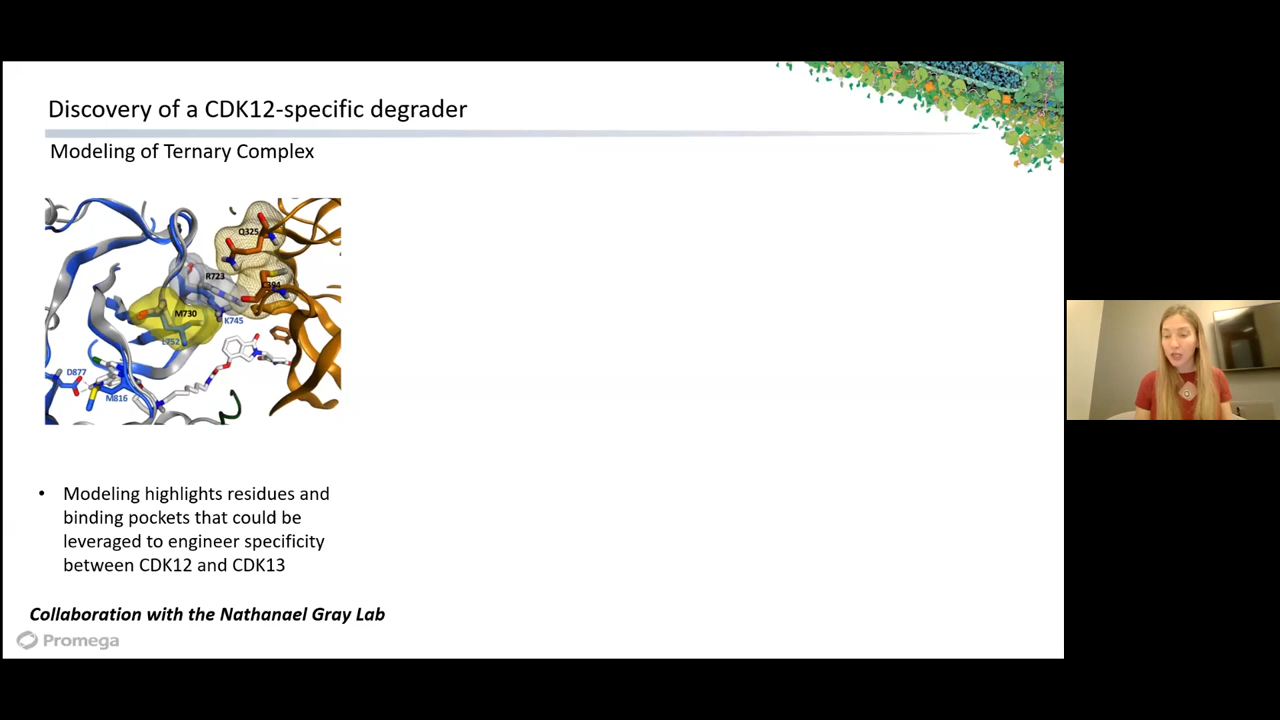 Discovery of a CDK12-specific degrader
Modeling of Ternary Complex
Q325
R723
C394
M730
K745
L752
D877
M816
• Modeling highlights residues and
binding pockets that could be
leveraged to engineer specificity
between CDK12 and CDK13
Collaboration with the Nathanael Gray Lab
Promega